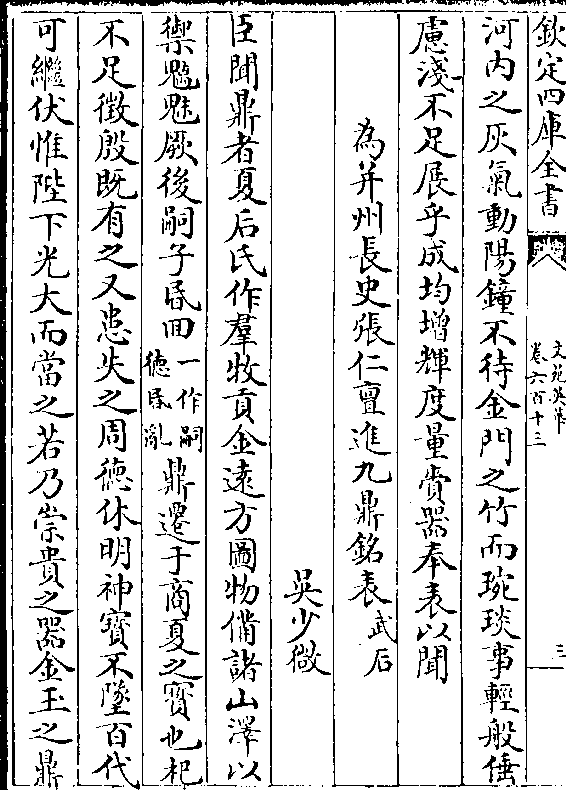 欽定四庫全書
文苑英華
卷六百十三
三
河内之灰氣動陽鐘不待金門之竹而琬琰事輕般倕
慮淺不足展乎成均增輝度量賞器奉表以聞
為并州長史張仁亶進九鼎銘表武后
吳少微
臣聞鼎者夏后氏作羣牧貢金遠方圖物備諸山澤以
禦魑魅厥後嗣子昬回一作嗣德昬亂鼎遷于商夏之寳也杞
不足徵殷既有之又患失之周德休明神寳不墜百代
可繼伏惟陛下光大而當之若乃崇貴之器金玉之鼎